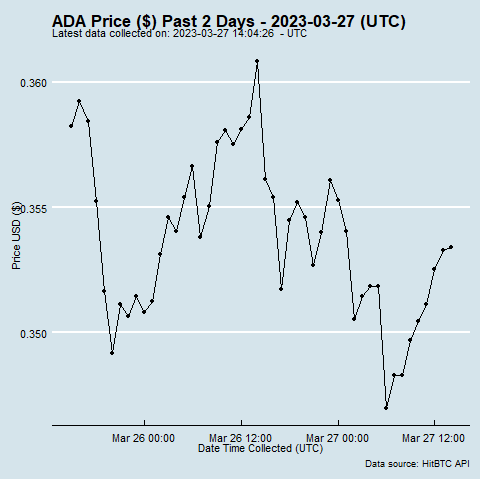 ADA Price ($) Past 2 Days - 2023-03-27 (UTC)
Latest data collected on: 2023-03-27 14:04:26 - UTC
0.360
0.355
0.350
Price USD ($)
Mar 26 00:00 Mar 26 12:00 Mar 27 00:00 Mar 27 12:00
Date Time Collected (UTC)
Data source: HitBTC API